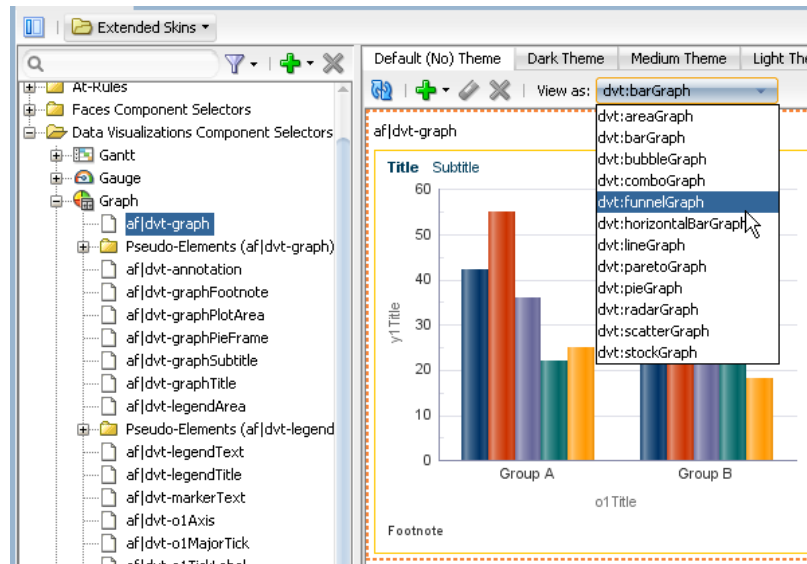 Extended Skins
At-Rules
Faces Component Selectors
Data Visualizations Component Selectors
Gantt
Gauge
Graph
af|dvt-graph
Pseudo-Elements (af|dvt-graph)
af|dvt-annotation
af|dvt-graphFootnote
af|dvt-graphPlotArea
af|dvt-graphPieFrame
af|dvt-graphSubtitle
af|dvt-graphTitle
af|dvt-legendArea
Pseudo-Elements (af|dvt-legend
af|dvt-legendText
af|dvt-legendTitle
af|dvt-markerText
af|dvt-o1Axis
af|dvt-o1MajorTick
af|dvt-o1TickLabel
Default (No) Theme Dark Theme Medium Theme Light The
View as: dvt:barGraph
dvt:areaGraph
dvt:barGraph
dvt:bubbleGraph
dvt:comboGraph
dvt:funnelGraph
dvt:horizontalBarGraph
dvt:lineGraph
dvt:paretoGraph
dvt:pieGraph
dvt:radarGraph
dvt:scatterGraph
dvt:stockGraph
af|dvt-graph
Title Subtitle
60
50
40
30
20
10
0
y1Title
Group A Group B
o1Title
Footnote